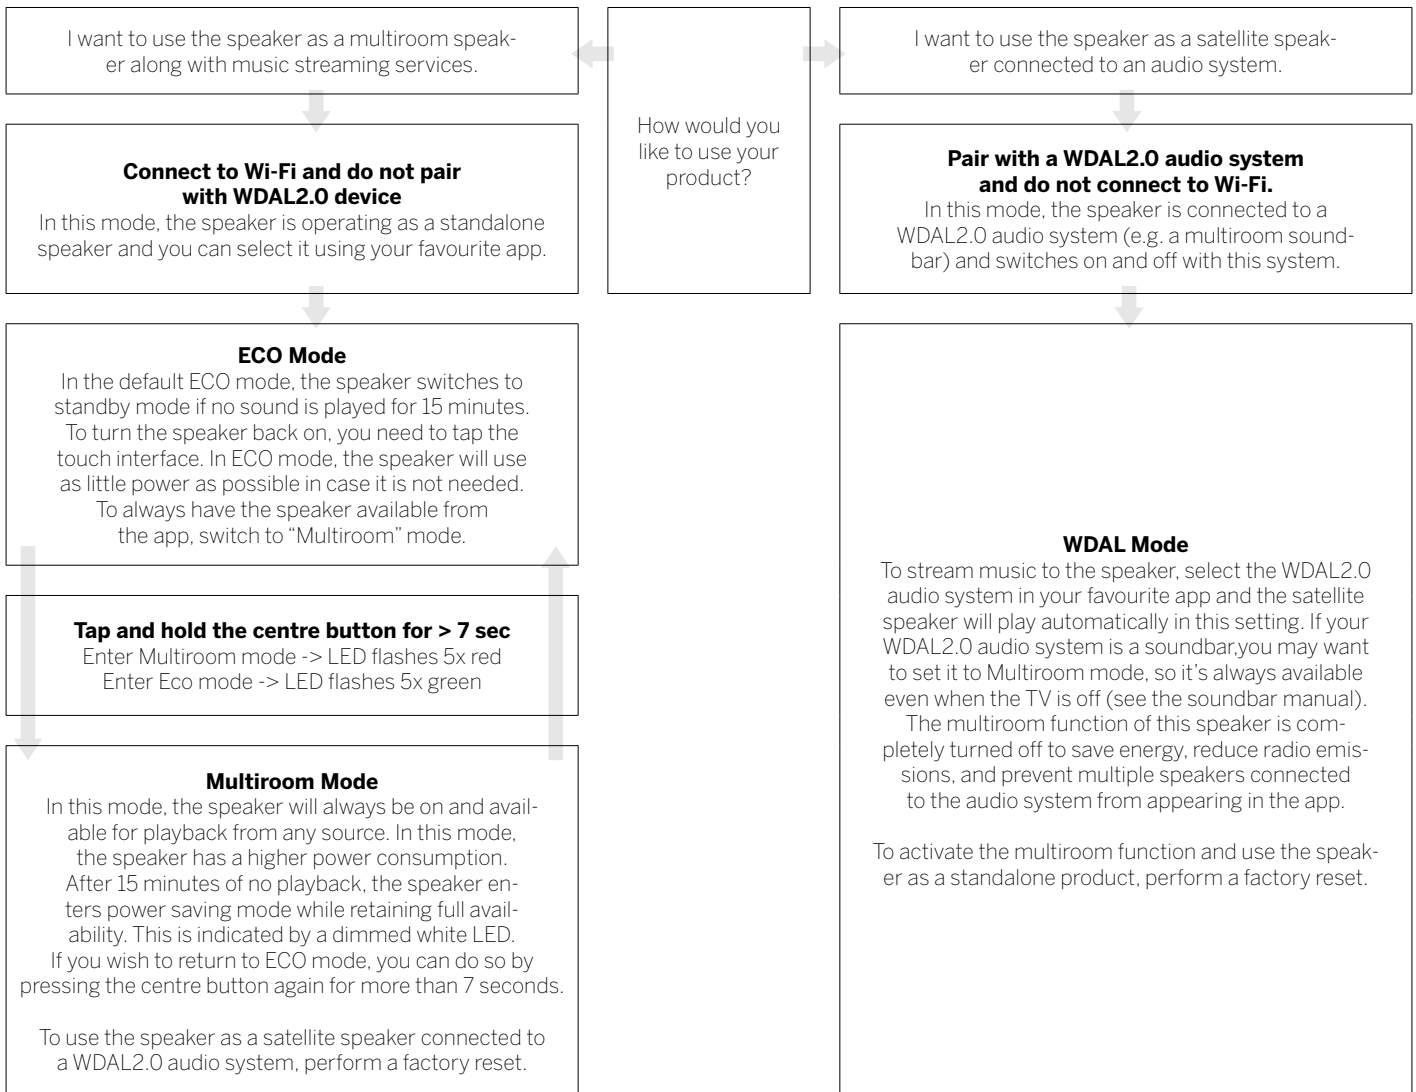 How would you
like to use your
product?
I want to use the speaker as a multiroom speak-
er along with music streaming services.
Connect to Wi-Fi and do not pair
with WDAL2.0 device
In this mode, the speaker is operating as a standalone
speaker and you can select it using your favourite app.
ECO Mode
In the default ECO mode, the speaker switches to
standby mode if no sound is played for 15 minutes.
To turn the speaker back on, you need to tap the
touch interface. In ECO mode, the speaker will use
as little power as possible in case it is not needed.
To always have the speaker available from
the app, switch to “Multiroom” mode.
Tap and hold the centre button for > 7 sec
Enter Multiroom mode -> LED flashes 5x red
Enter Eco mode -> LED flashes 5x green
Multiroom Mode
In this mode, the speaker will always be on and avail-
able for playback from any source. In this mode,
the speaker has a higher power consumption.
After 15 minutes of no playback, the speaker en-
ters power saving mode while retaining full avail-
ability. This is indicated by a dimmed white LED.
If you wish to return to ECO mode, you can do so by
pressing the centre button again for more than 7 seconds.
To use the speaker as a satellite speaker connected to
a WDAL2.0 audio system, perform a factory reset.
I want to use the speaker as a satellite speak-
er connected to an audio system.
Pair with a WDAL2.0 audio system
and do not connect to Wi-Fi.
In this mode, the speaker is connected to a
WDAL2.0 audio system (e.g. a multiroom sound-
bar) and switches on and off with this system.
WDAL Mode
To stream music to the speaker, select the WDAL2.0
audio system in your favourite app and the satellite
speaker will play automatically in this setting. If your
WDAL2.0 audio system is a soundbar,you may want
to set it to Multiroom mode, so it’s always available
even when the TV is off (see the soundbar manual).
The multiroom function of this speaker is com-
pletely turned off to save energy, reduce radio emis-
sions, and prevent multiple speakers connected
to the audio system from appearing in the app.
To activate the multiroom function and use the speak-
er as a standalone product, perform a factory reset.